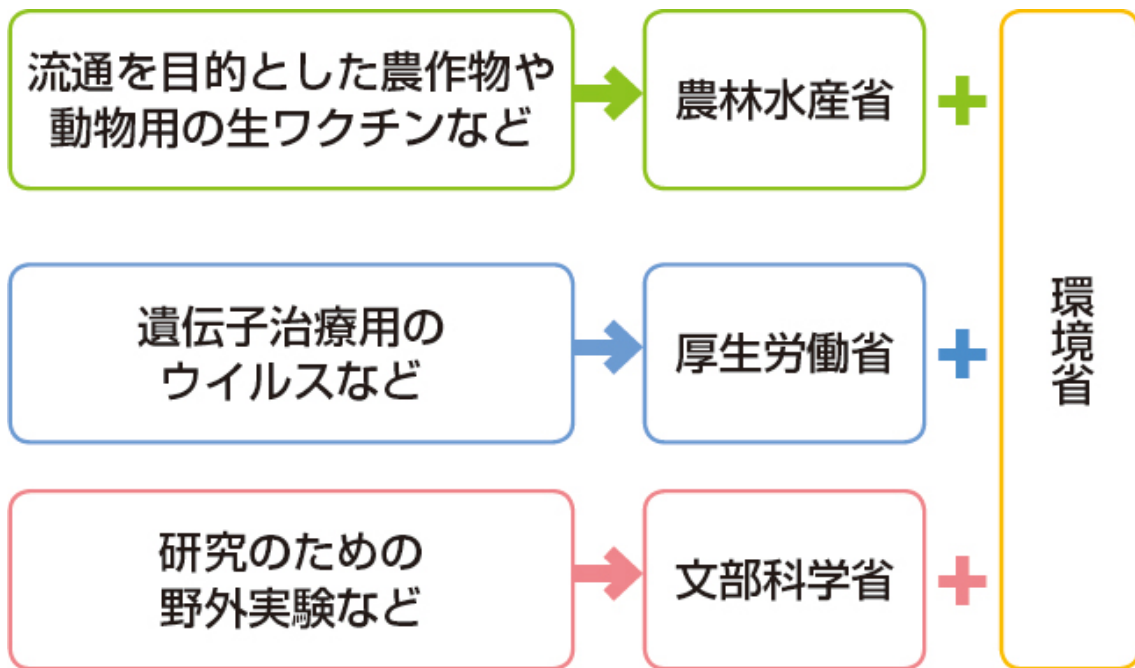 流通を目的とした農作物や
動物用の生ワクチンなど
農林水産省
+
遺伝子治療用の
ウイルスなど
厚生労働省
+
研究のための
野外実験など
文部科学省
+
環境省